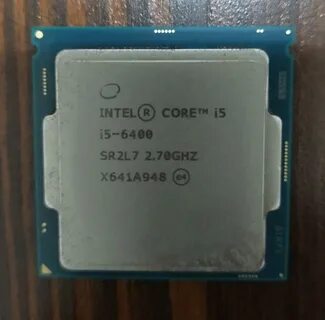 INTEL® CORE™ i5
i5-6400
SR2L7 2.70GHZ
X641A948 e4